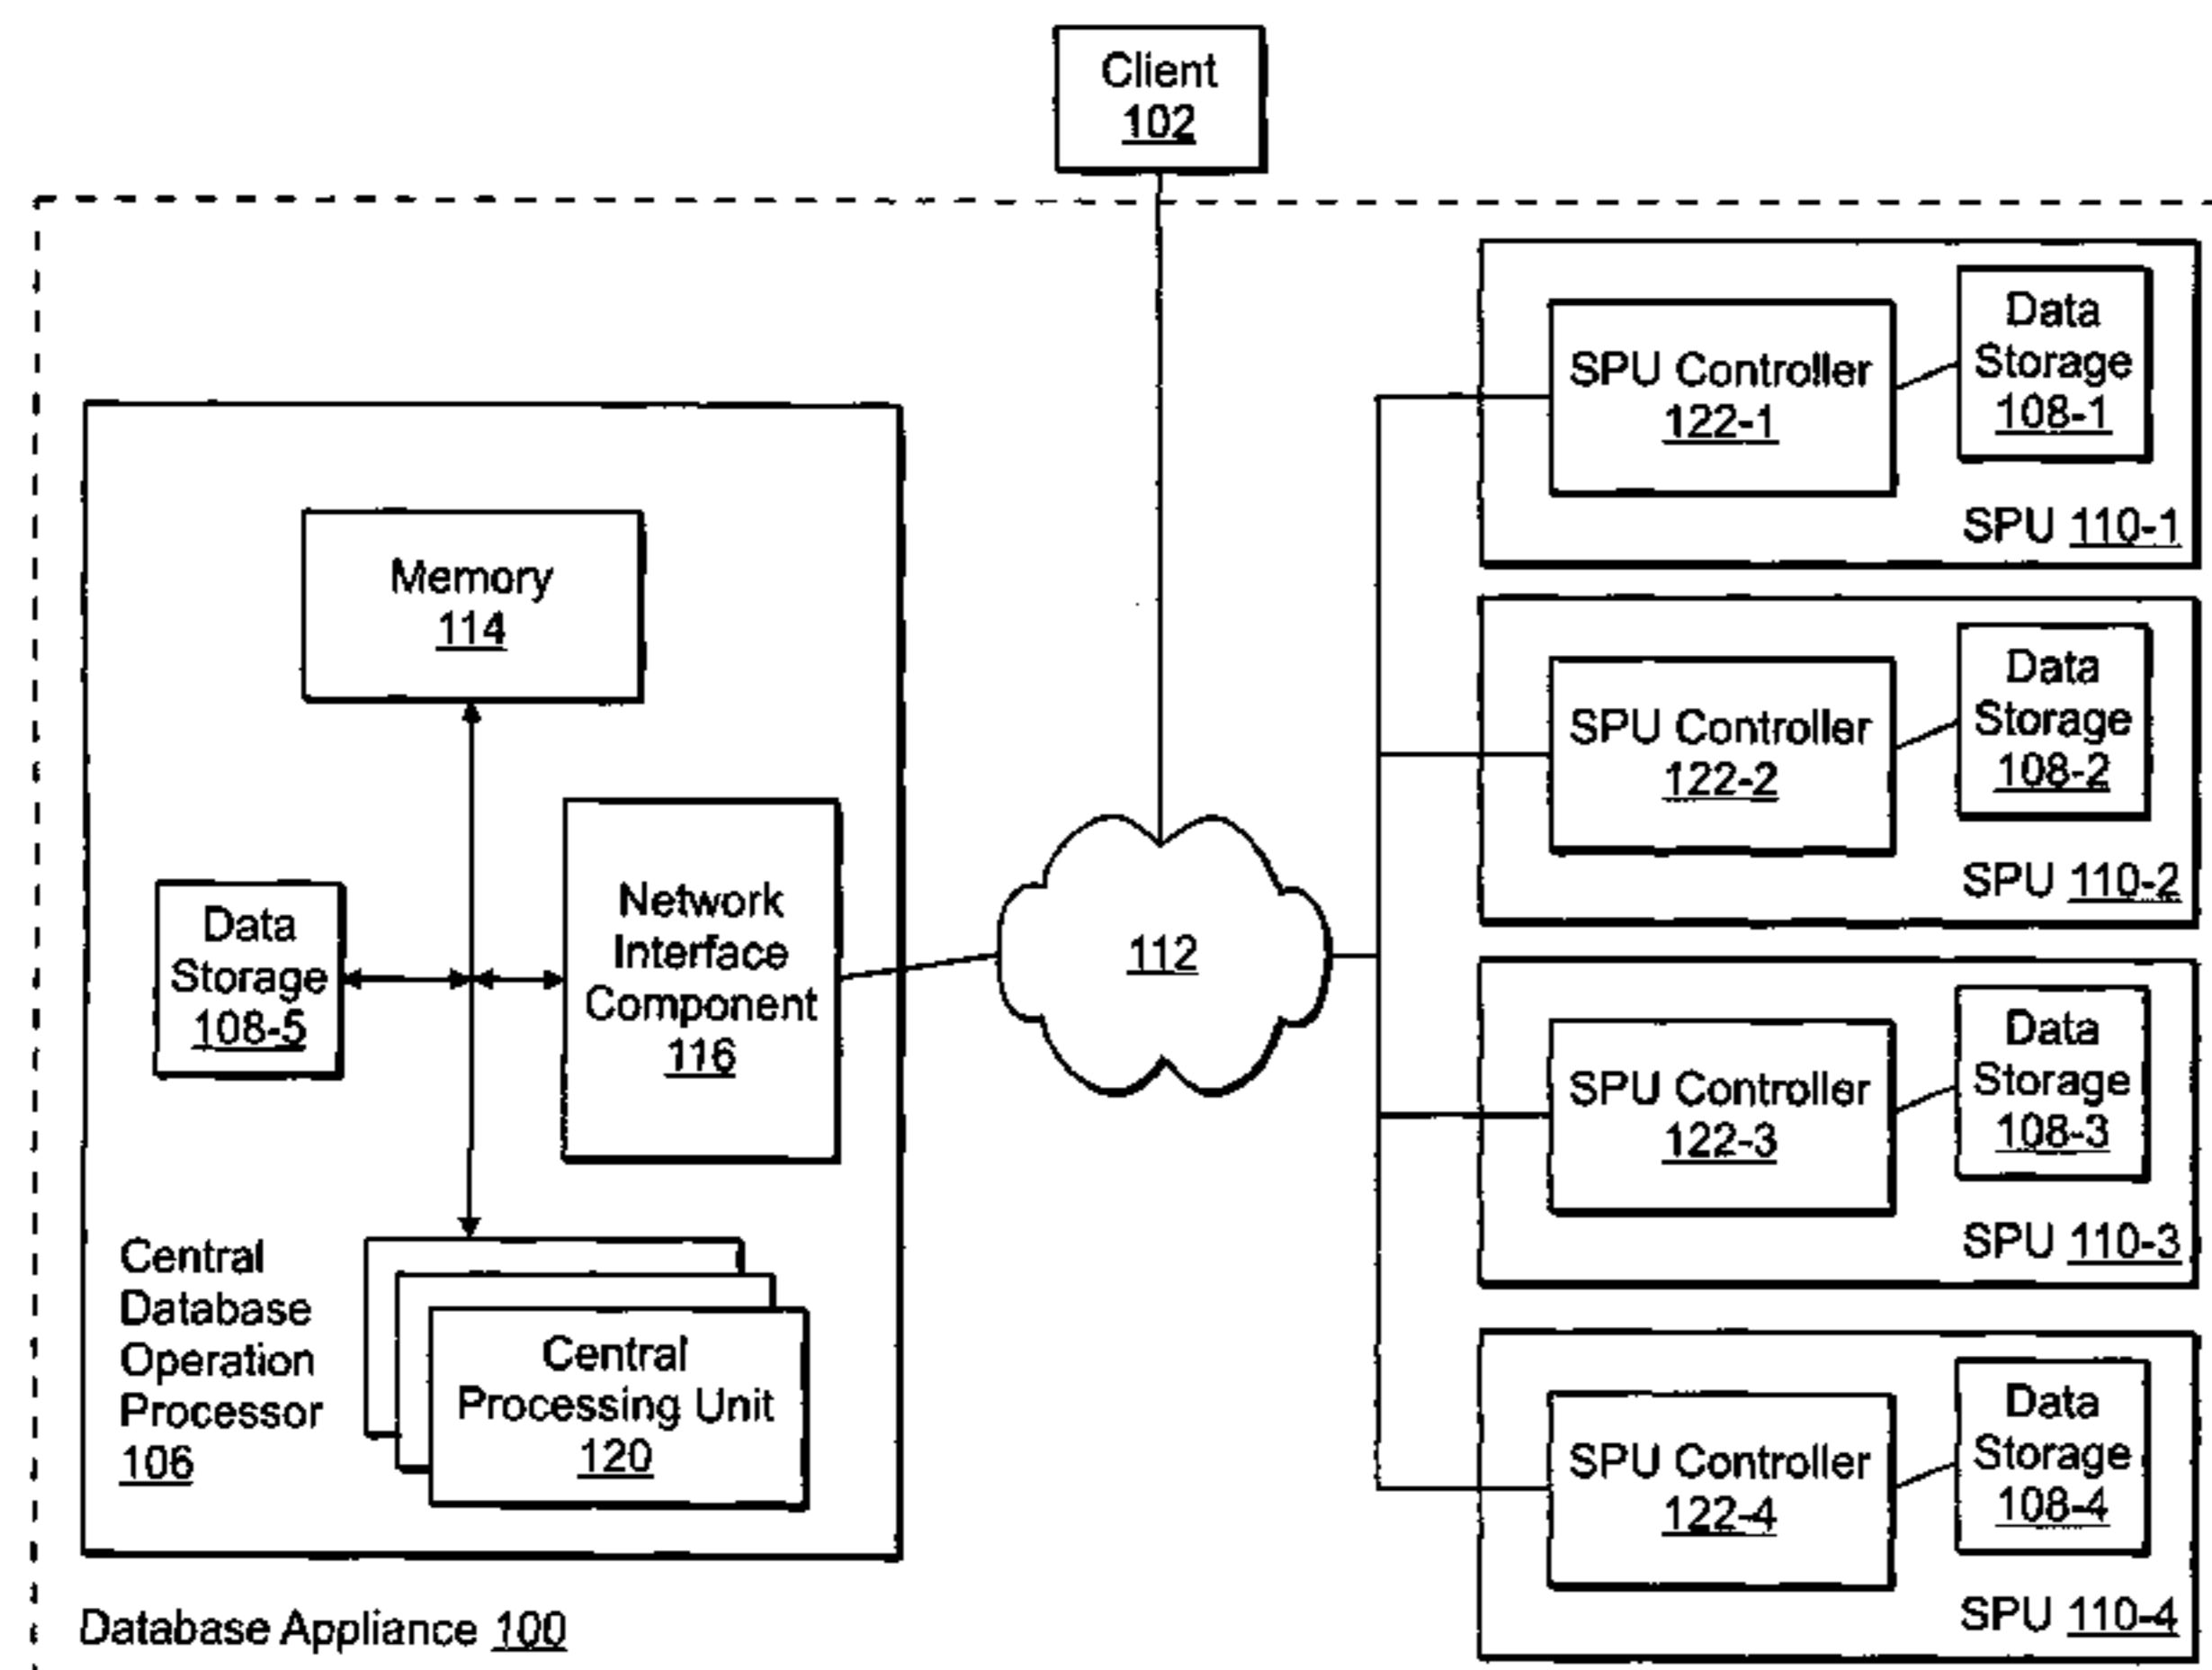 Client
102
Data
Storage
108-1
SPU Controller
122-1
SPU 110-1
Memory
114
Data
Storage
108-2
SPU Controller
122-2
SPU 110-2
Data
Storage
108-5
Network
Interface
Component
116
112
Data
Storage
108-3
SPU Controller
122-3
SPU 110-3
Central
Database
Operation
Processor
106
Central
Processing Unit
120
Data
Storage
108-4
SPU Controller
122-4
SPU 110-4
Database Appliance 100